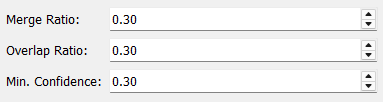 Merge Ratio: 0.30
Overlap Ratio: 0.30
Min. Confidence: 0.30